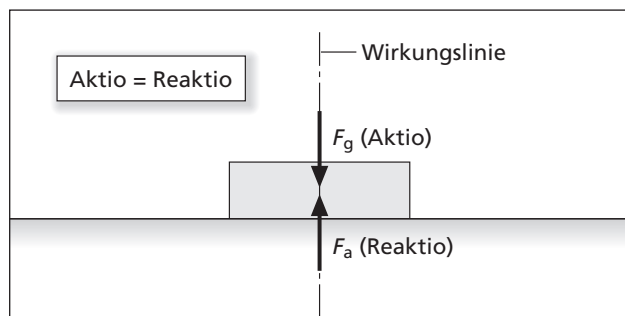 Wirkungslinie
Aktio = Reaktio
Fg (Aktio)
Fa (Reaktio)